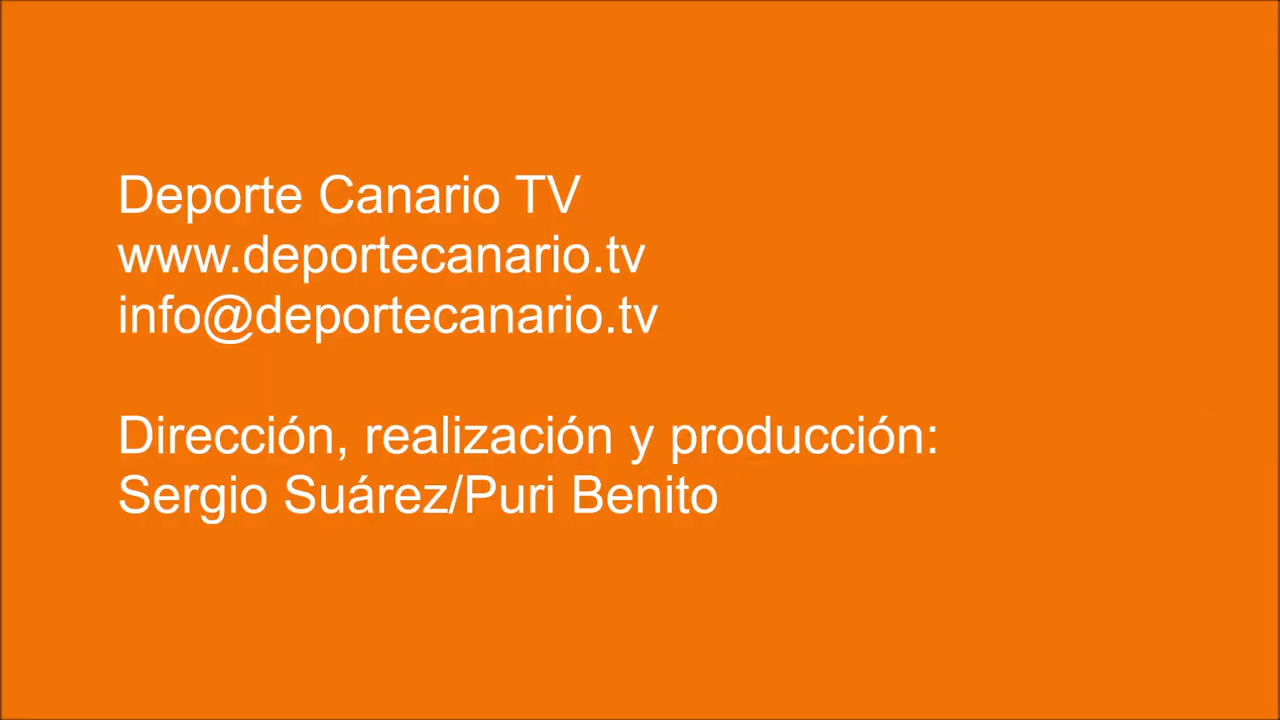 Deporte Canario TV
www.deportecanario.tv
info@deportecanario.tv
Dirección, realización y producción:
Sergio Suárez/Puri Benito